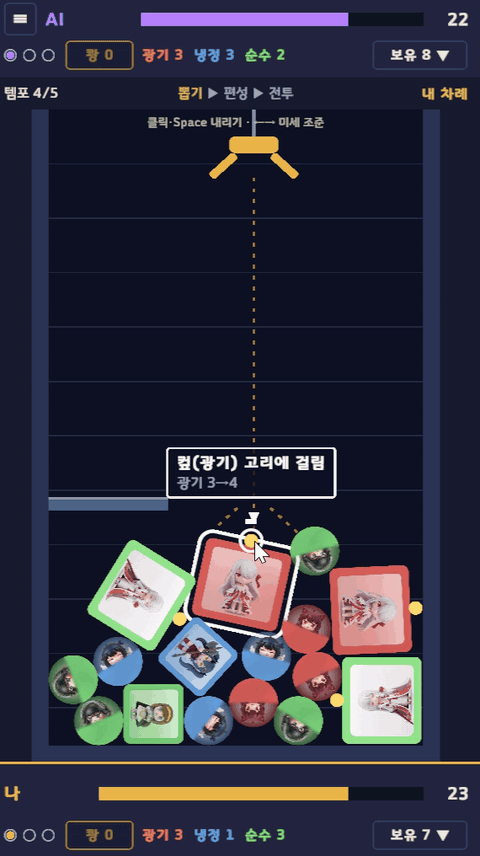 AI
22
쾅 0 광기 3 냉정 3 순수 2 보유 8 ▼
템포 4/5 뽑기 ▶ 편성 ▶ 전투 내 차례
클릭·Space 내리기 · ←→ 미세 조준
컾(광기) 고리에 걸림
광기 3→4
나
23
쾅 0 광기 3 냉정 1 순수 3 보유 7 ▼